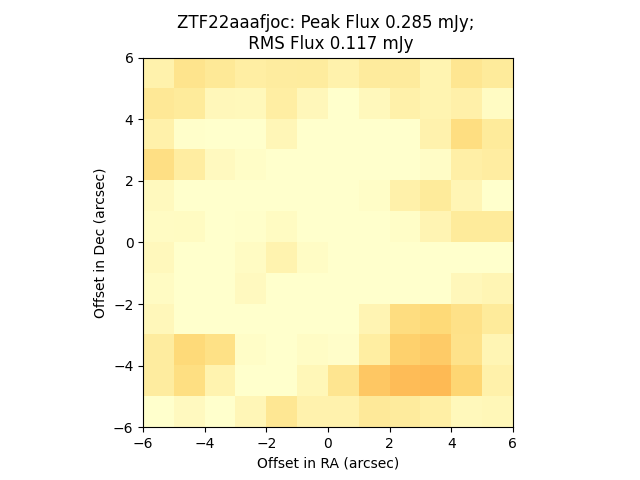 ZTF22aaafjoc: Peak Flux 0.285 mJy;
RMS Flux 0.117 mJy
6
4
2
0
−2
−4
−6
Offset in Dec (arcsec)
−6 −4 −2 0 2 4 6
Offset in RA (arcsec)